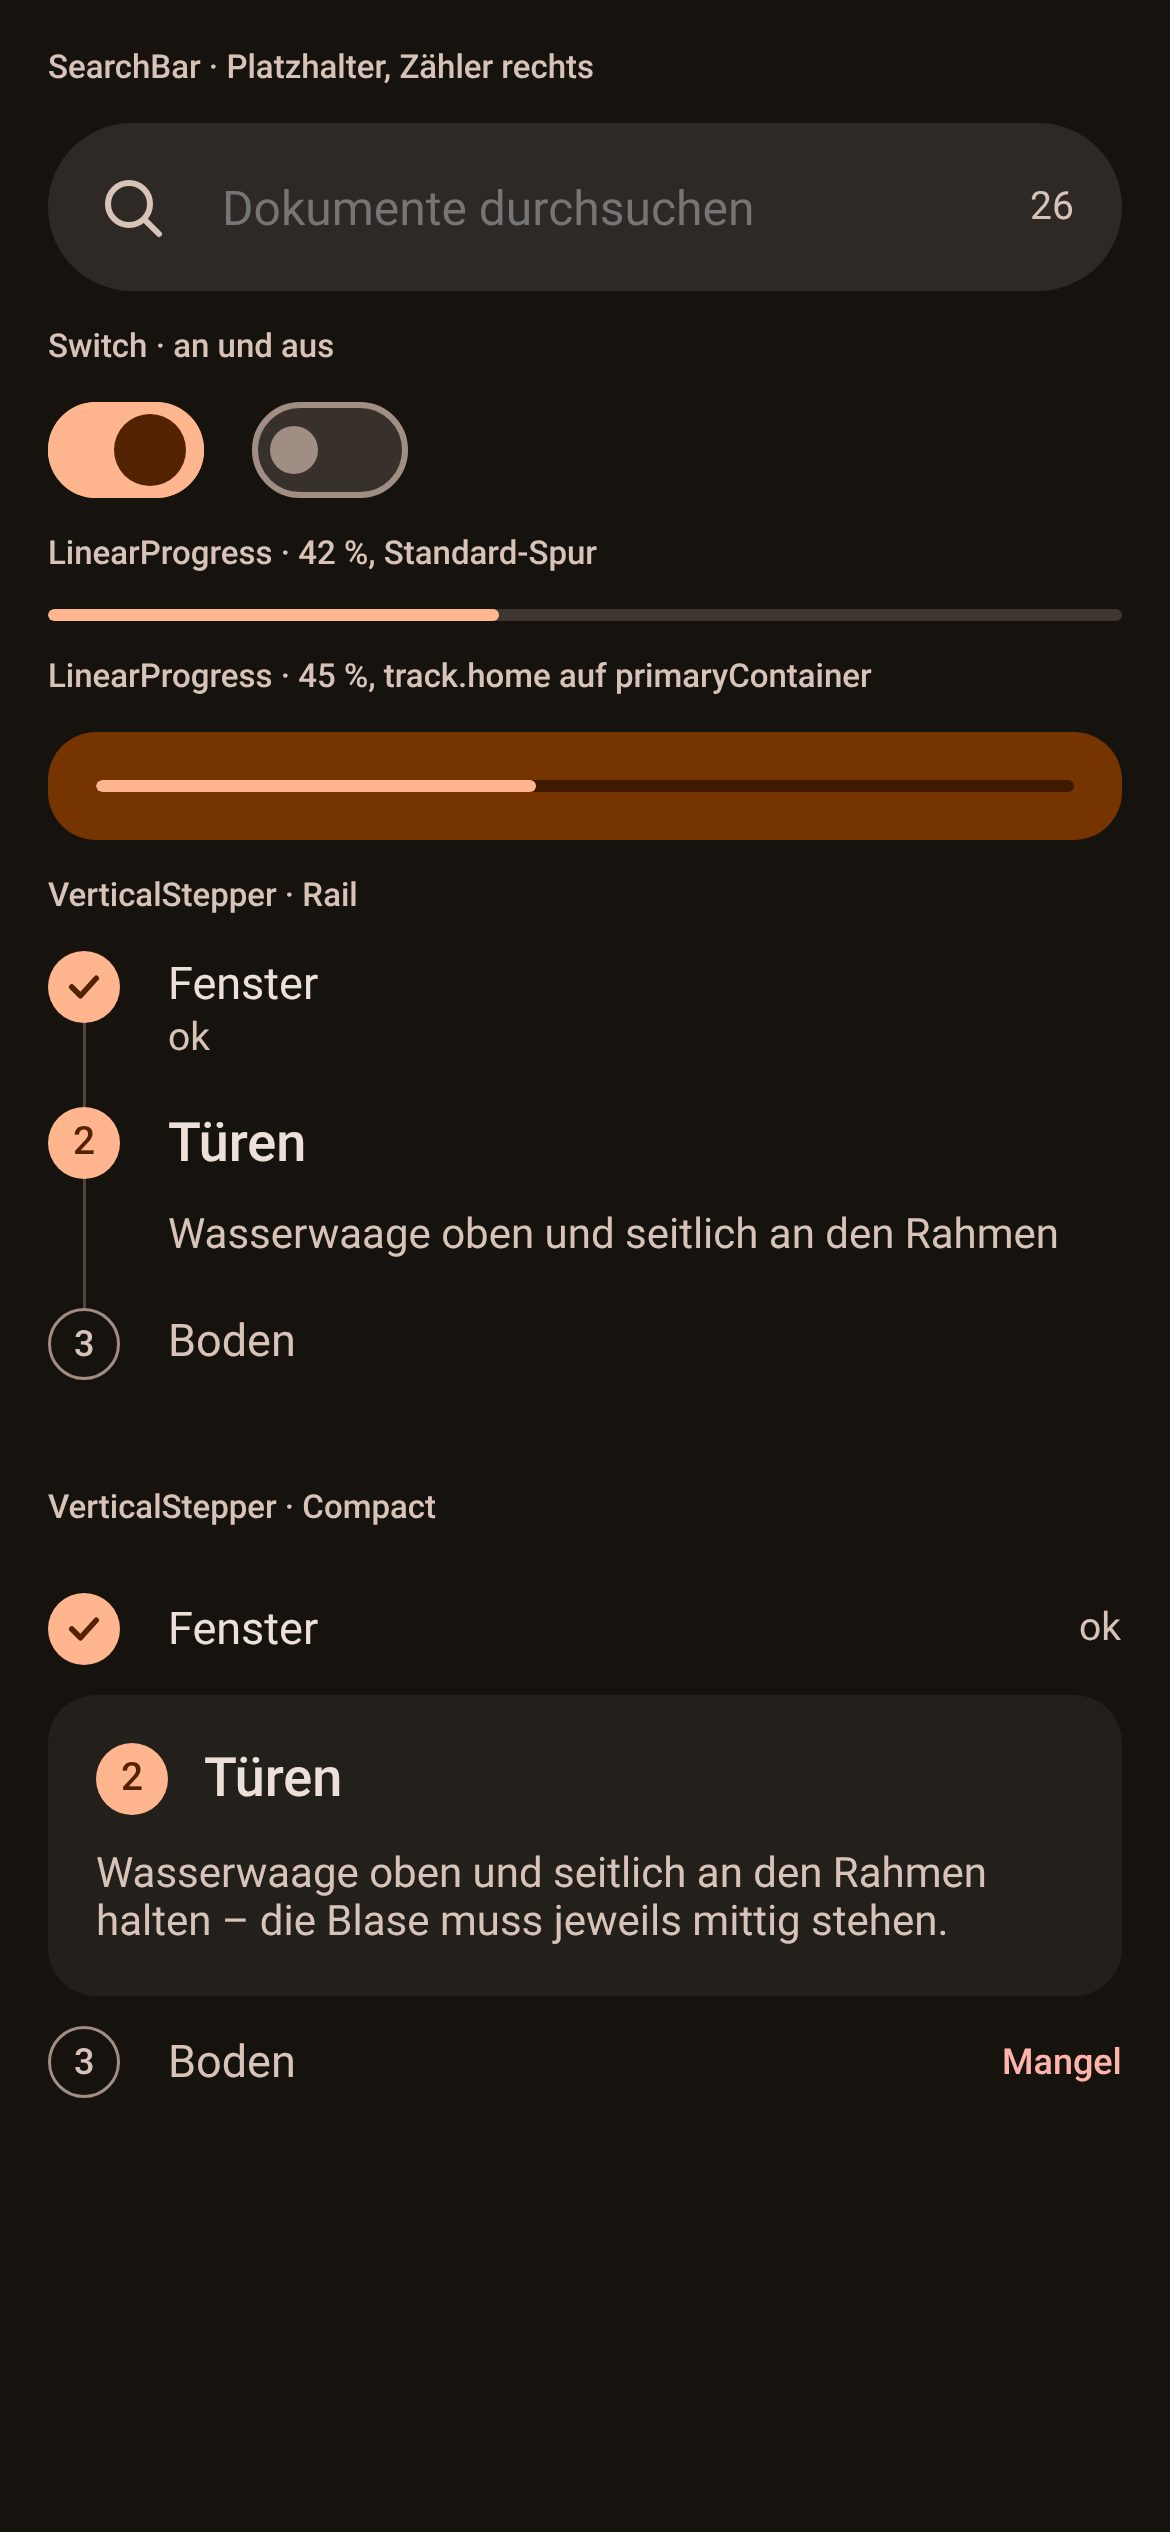 SearchBar · Platzhalter, Zähler rechts
Dokumente durchsuchen 26
Switch · an und aus
LinearProgress · 42 %, Standard-Spur
LinearProgress · 45 %, track.home auf primaryContainer
VerticalStepper · Rail
Fenster
ok
2 Türen
Wasserwaage oben und seitlich an den Rahmen
3 Boden
VerticalStepper · Compact
Fenster ok
2 Türen
Wasserwaage oben und seitlich an den Rahmen
halten – die Blase muss jeweils mittig stehen.
3 Boden Mangel